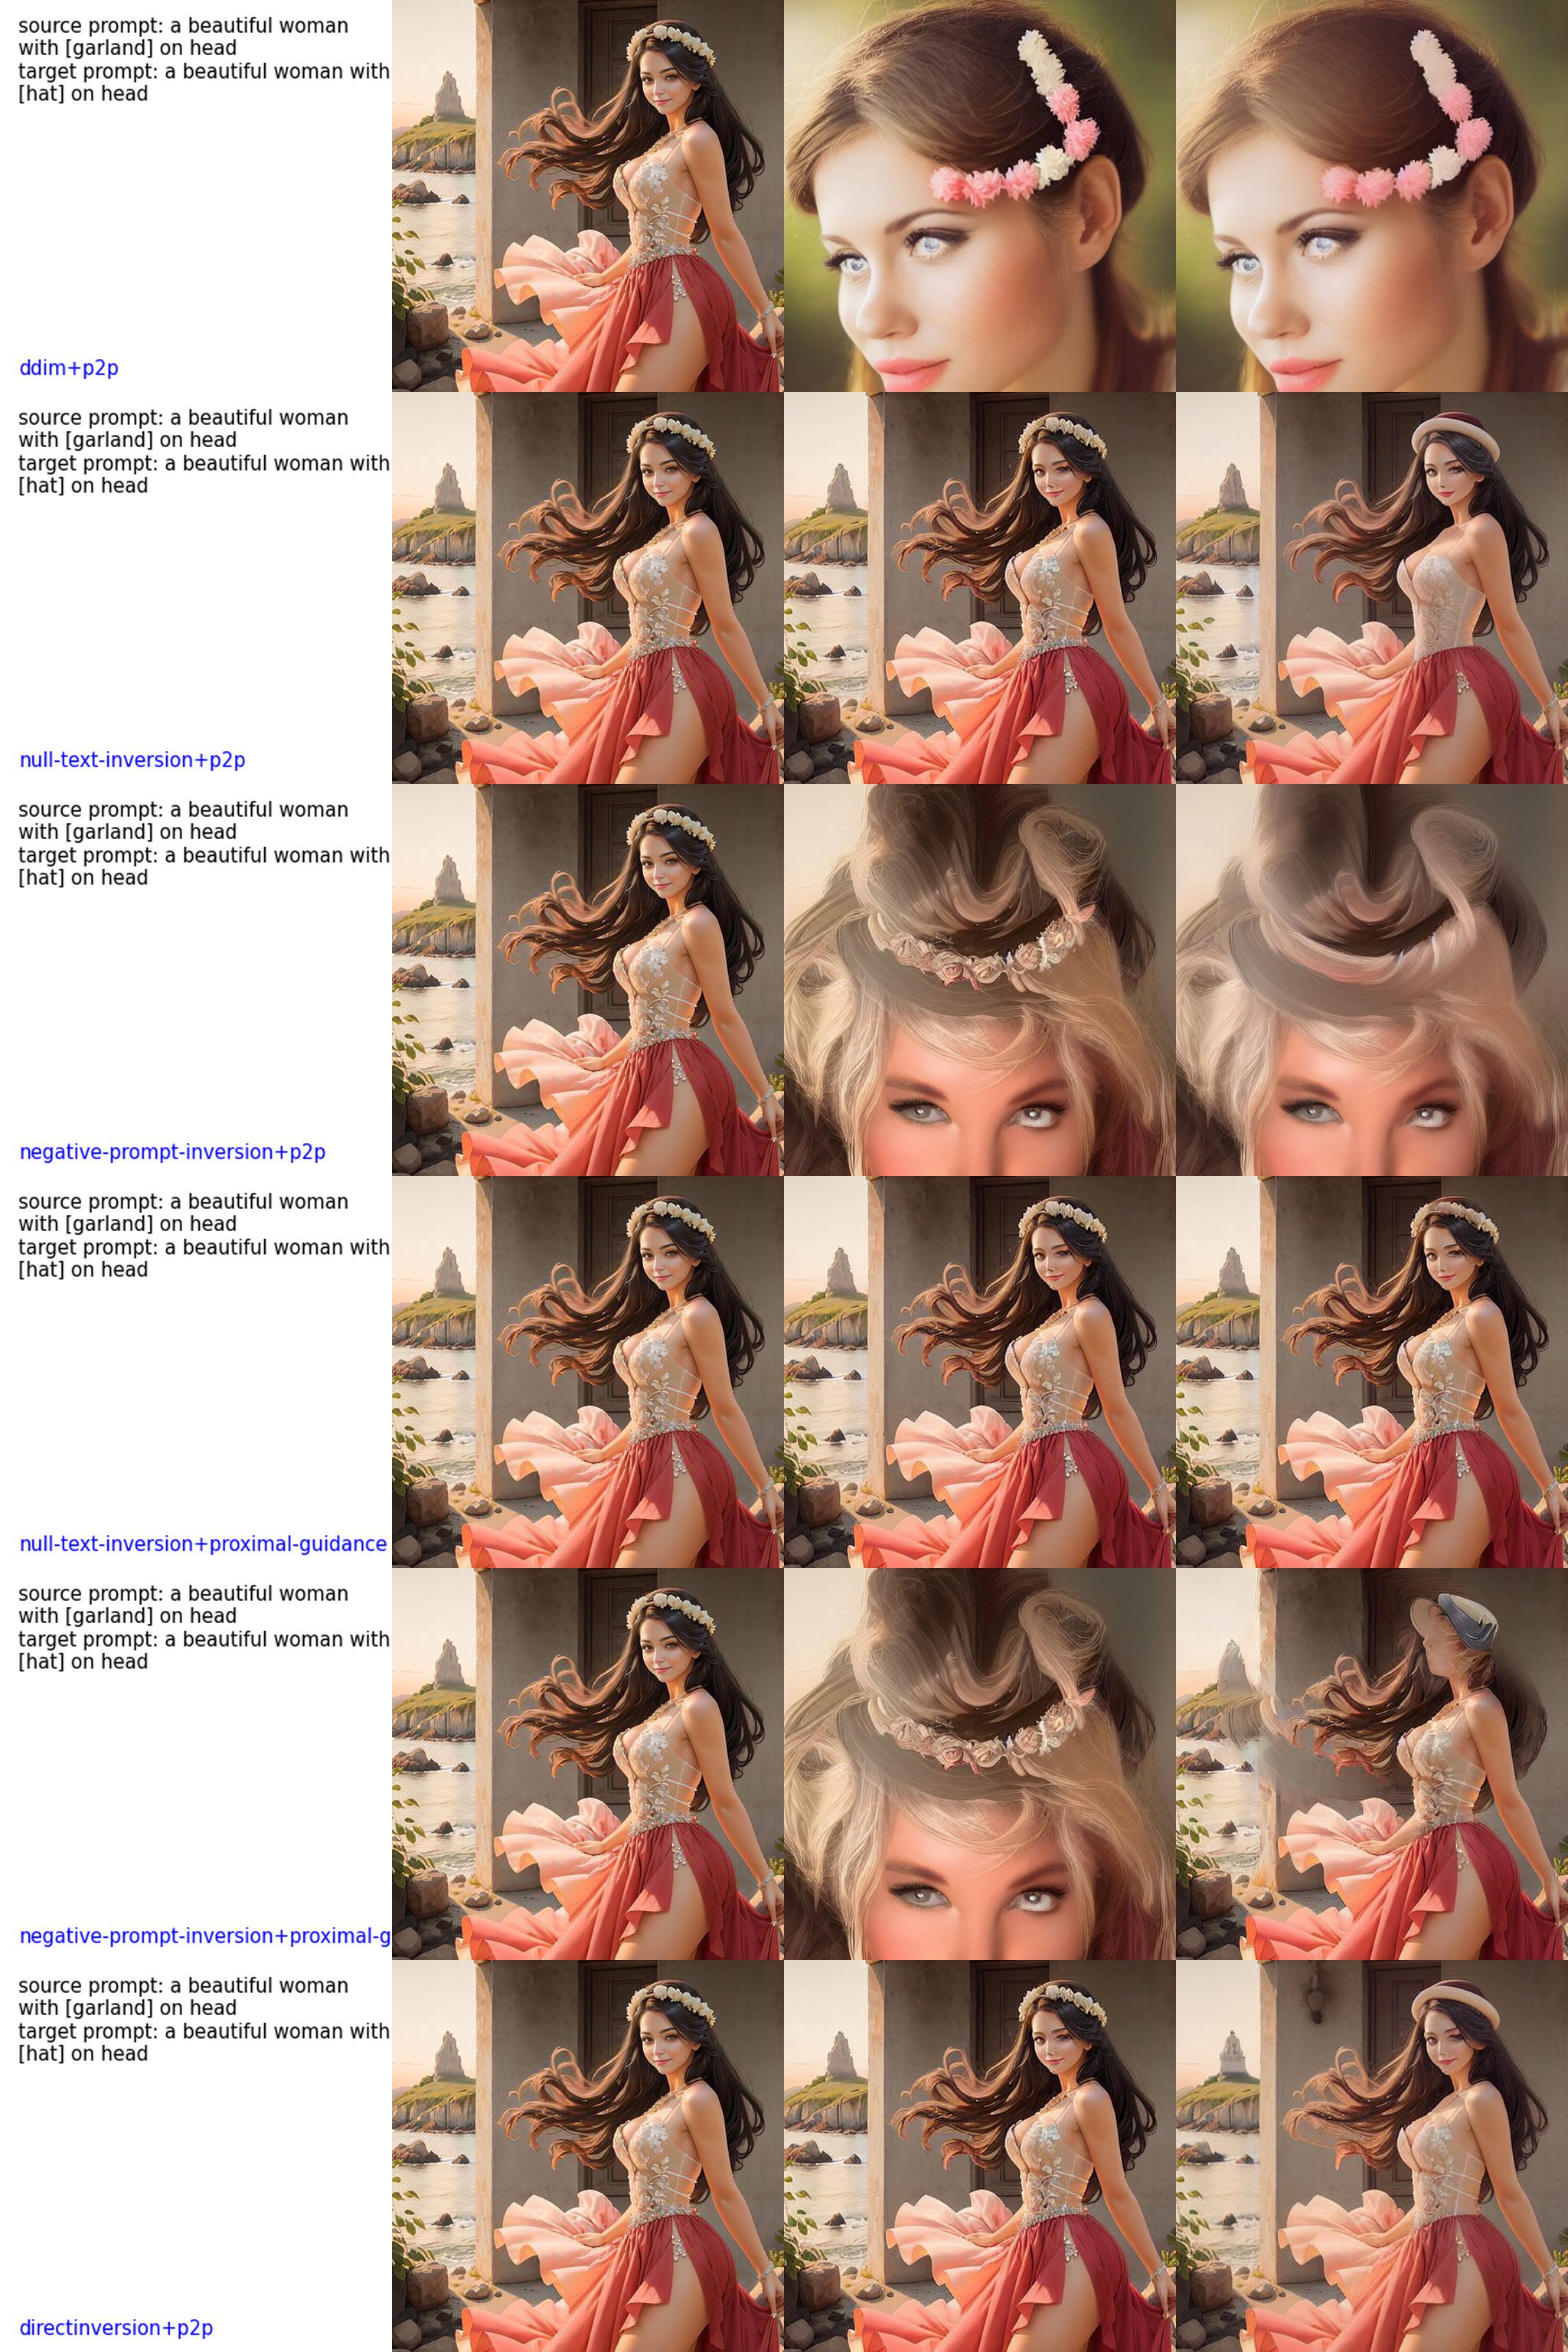 source prompt: a beautiful woman
with [garland] on head
target prompt: a beautiful woman with
[hat] on head
ddim+p2p
source prompt: a beautiful woman
with [garland] on head
target prompt: a beautiful woman with
[hat] on head
null-text-inversion+p2p
source prompt: a beautiful woman
with [garland] on head
target prompt: a beautiful woman with
[hat] on head
negative-prompt-inversion+p2p
source prompt: a beautiful woman
with [garland] on head
target prompt: a beautiful woman with
[hat] on head
null-text-inversion+proximal-guidance
source prompt: a beautiful woman
with [garland] on head
target prompt: a beautiful woman with
[hat] on head
negative-prompt-inversion+proximal-g
source prompt: a beautiful woman
with [garland] on head
target prompt: a beautiful woman with
[hat] on head
directinversion+p2p